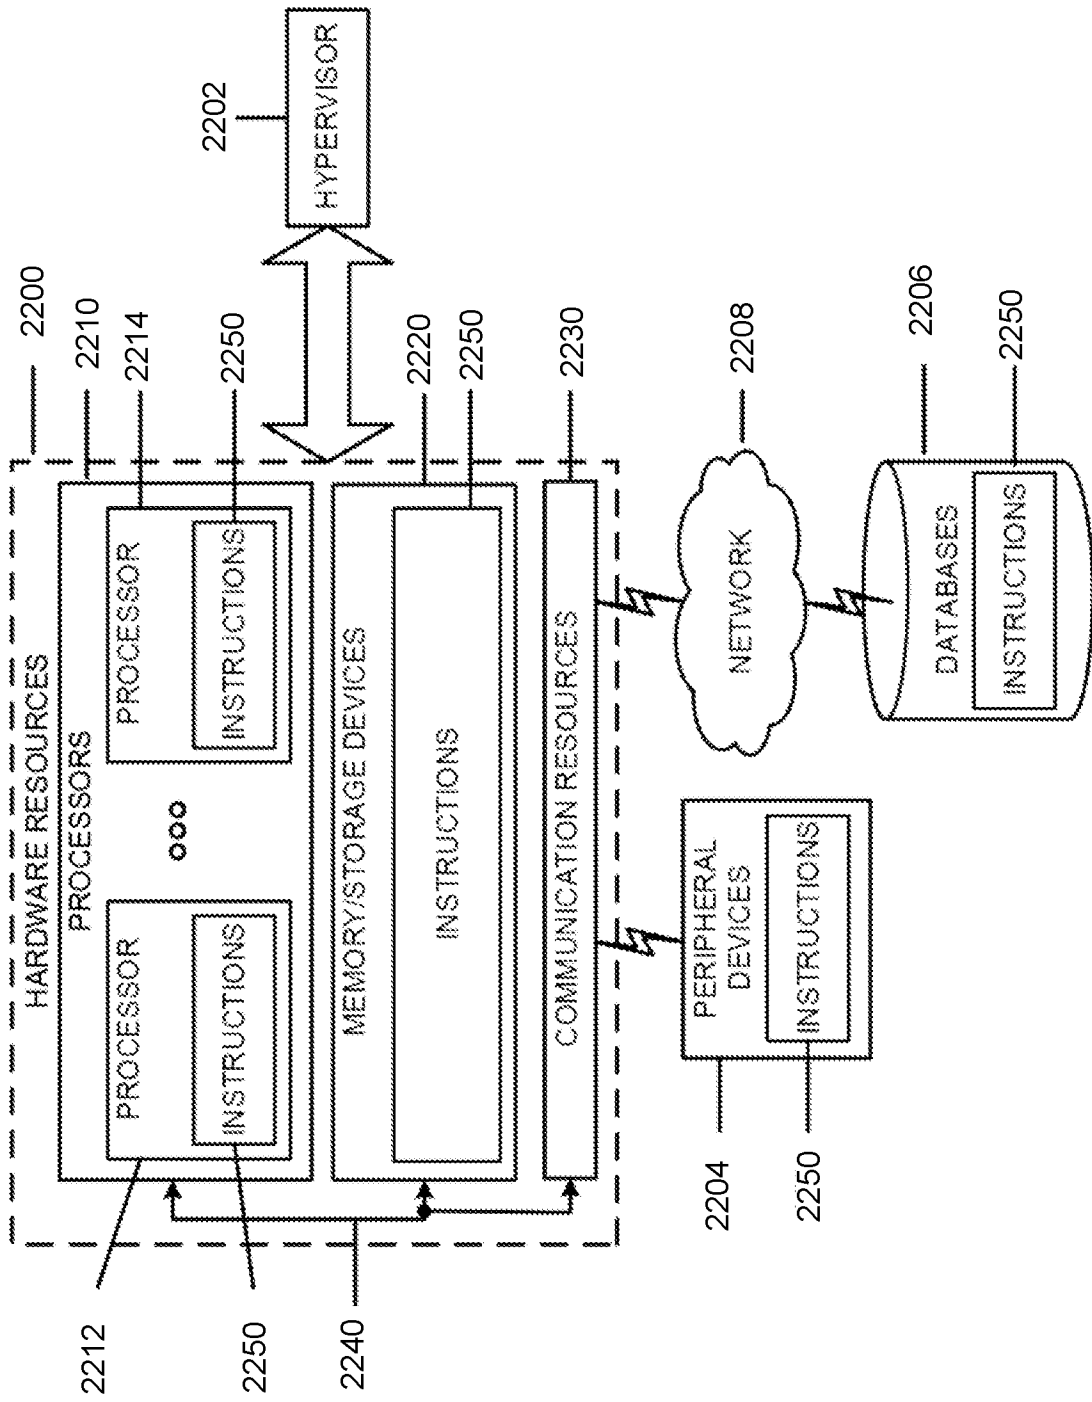 HARDWARE RESOURCES
2200
PROCESSORS
2210
2212
PROCESSOR
INSTRUCTIONS
2250
PROCESSOR
2214
INSTRUCTIONS
2250
HYPERVISOR
2202
2240
MEMORY/STORAGE DEVICES
2220
INSTRUCTIONS
2250
COMMUNICATION RESOURCES
2230
2204
PERIPHERAL
DEVICES
INSTRUCTIONS
2250
NETWORK
2208
DATABASES
2206
INSTRUCTIONS
2250